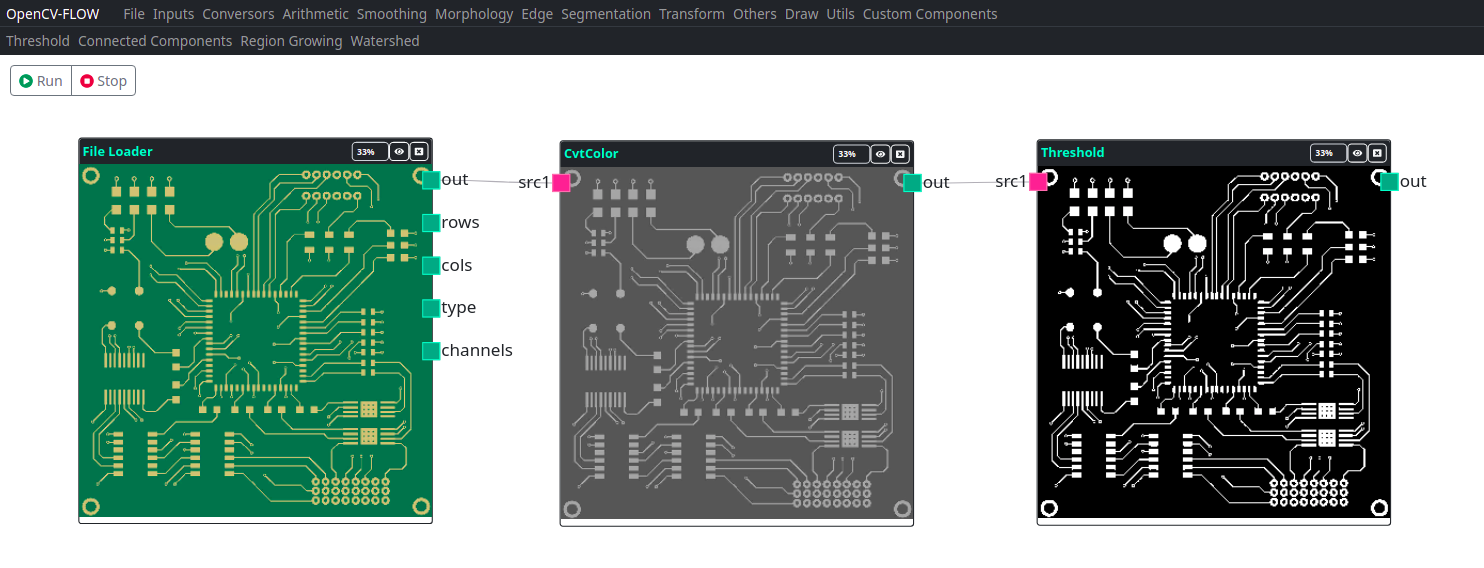 OpenCV-FLOW File Inputs Conversors Arithmetic Smoothing Morphology Edge Segmentation Transform Others Draw Utils Custom Components
Threshold Connected Components Region Growing Watershed
Run Stop
File Loader 33%
out
rows
cols
type
channels
CvtColor 33%
src1
out
Threshold 33%
src1
out